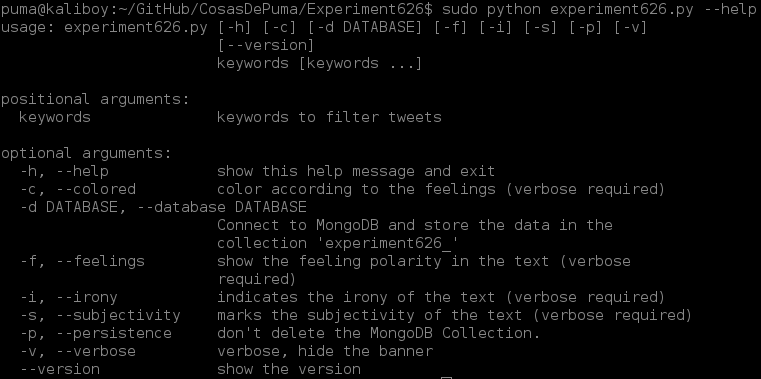 puma@kaliboy:~/GitHub/CosasDePuma/Experiment626$ sudo python experiment626.py --help
usage: experiment626.py [-h] [-c] [-d DATABASE] [-f] [-i] [-s] [-p] [-v]
                        [--version]
                        keywords [keywords ...]

positional arguments:
  keywords              keywords to filter tweets

optional arguments:
  -h, --help            show this help message and exit
  -c, --colored         color according to the feelings (verbose required)
  -d DATABASE, --database DATABASE
                        Connect to MongoDB and store the data in the
                        collection 'experiment626_'
  -f, --feelings        show the feeling polarity in the text (verbose
                        required)
  -i, --irony           indicates the irony of the text (verbose required)
  -s, --subjectivity    marks the subjectivity of the text (verbose required)
  -p, --persistence     don't delete the MongoDB Collection.
  -v, --verbose         verbose, hide the banner
  --version             show the version